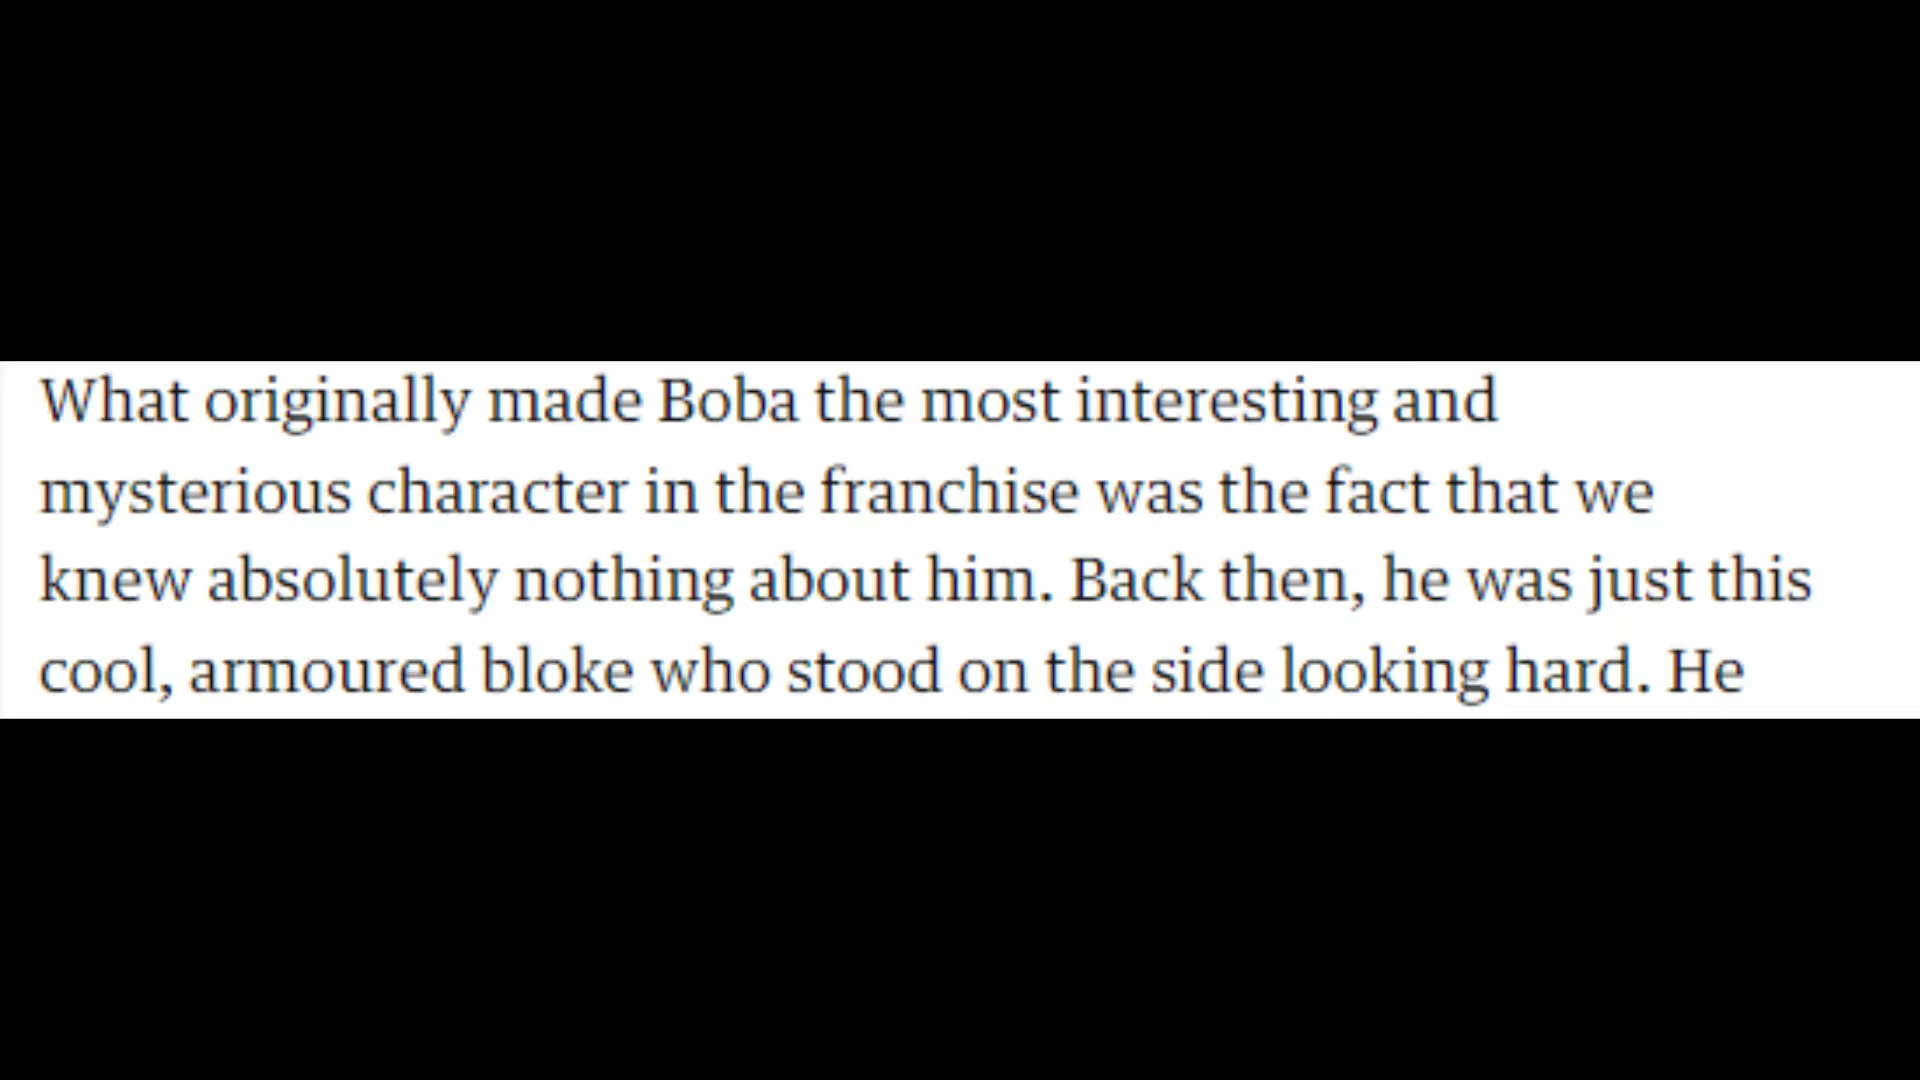 What originally made Boba the most interesting and
mysterious character in the franchise was the fact that we
knew absolutely nothing about him. Back then, he was just this
cool, armoured bloke who stood on the side looking hard. He